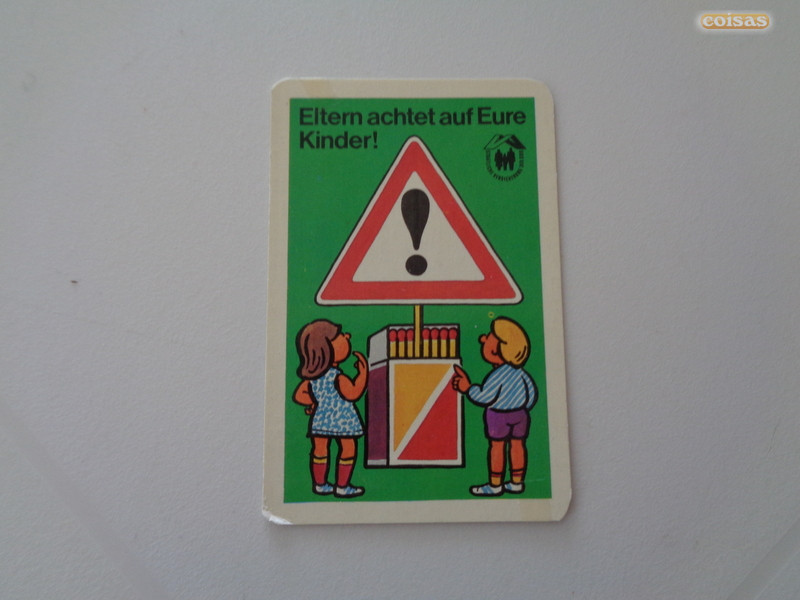 coisas
Eltern achtet auf Eure
Kinder!